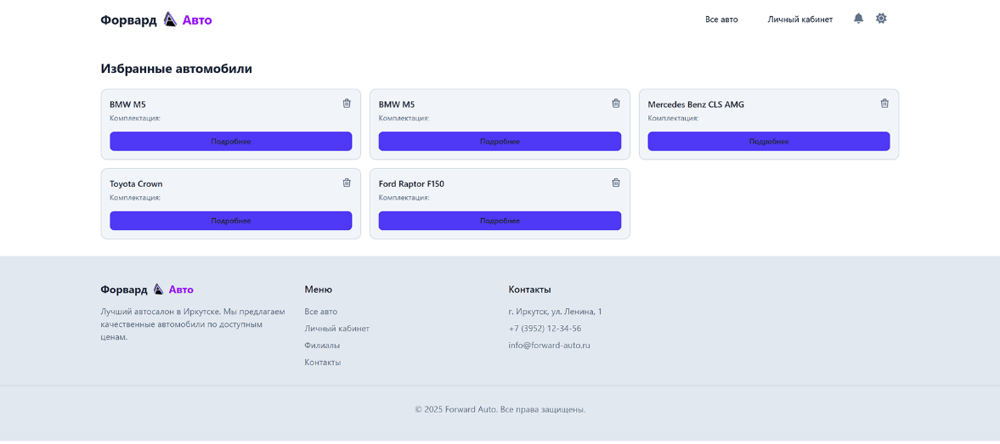 Форвард Авто
Все авто
Личный кабинет
Избранные автомобили
BMW M5
Комплектация:
Подробнее
BMW M5
Комплектация:
Подробнее
Mercedes Benz CLS AMG
Комплектация:
Подробнее
Toyota Crown
Комплектация:
Подробнее
Ford Raptor F150
Комплектация:
Подробнее
Форвард Авто
Лучший автосалон в Иркутске. Мы предлагаем
качественные автомобили по доступным
ценам.
Меню
Все авто
Личный кабинет
Филиалы
Контакты
Контакты
г. Иркутск, ул. Ленина, 1
+7 (3952) 12-34-56
info@forward-auto.ru
© 2025 Forward Auto. Все права защищены.